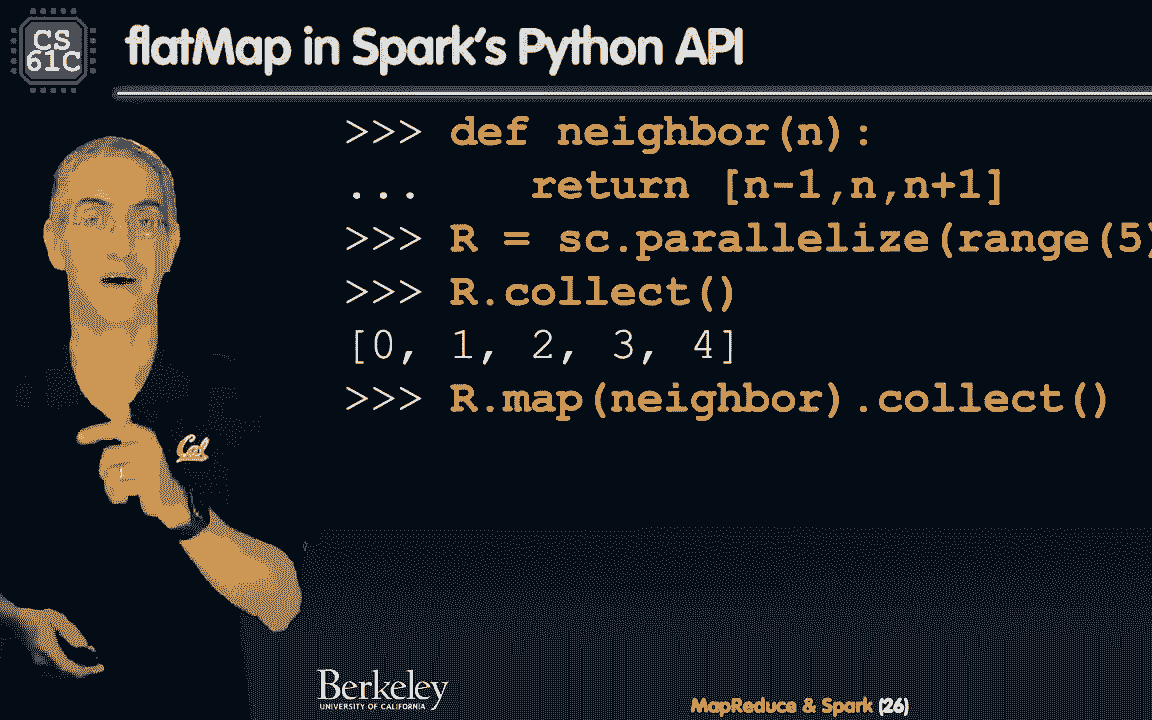 CS
61C
flatMap in Spark's Python API
>>> def neighbor(n):
...    return [n-1,n,n+1]
>>> R = sc.parallelize(range(5)
>>> R.collect()
[0, 1, 2, 3, 4]
>>> R.map(neighbor).collect()
Cal
Berkeley
UNIVERSITY OF CALIFORNIA
MapReduce & Spark (26)